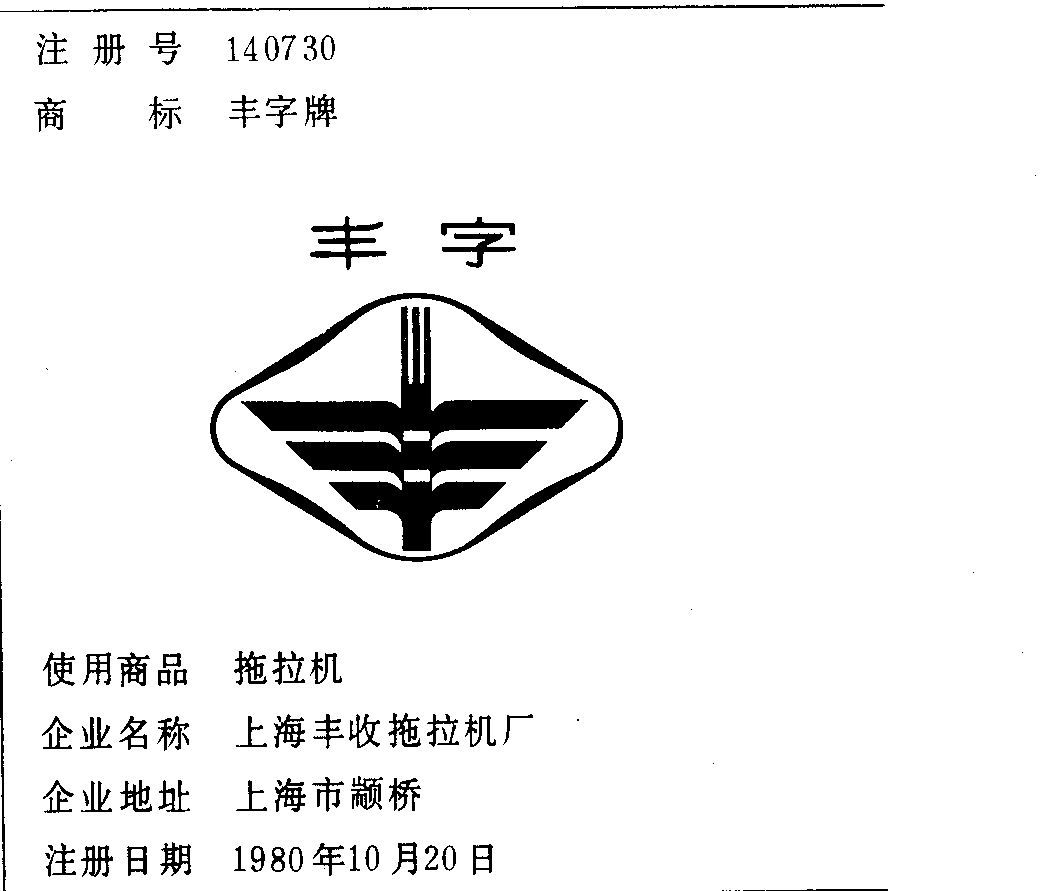 注册号 140730
商标 丰字牌
丰字
使用商品 拖拉机
企业名称 上海丰收拖拉机厂
企业地址 上海市颛桥
注册日期 1980年10月20日